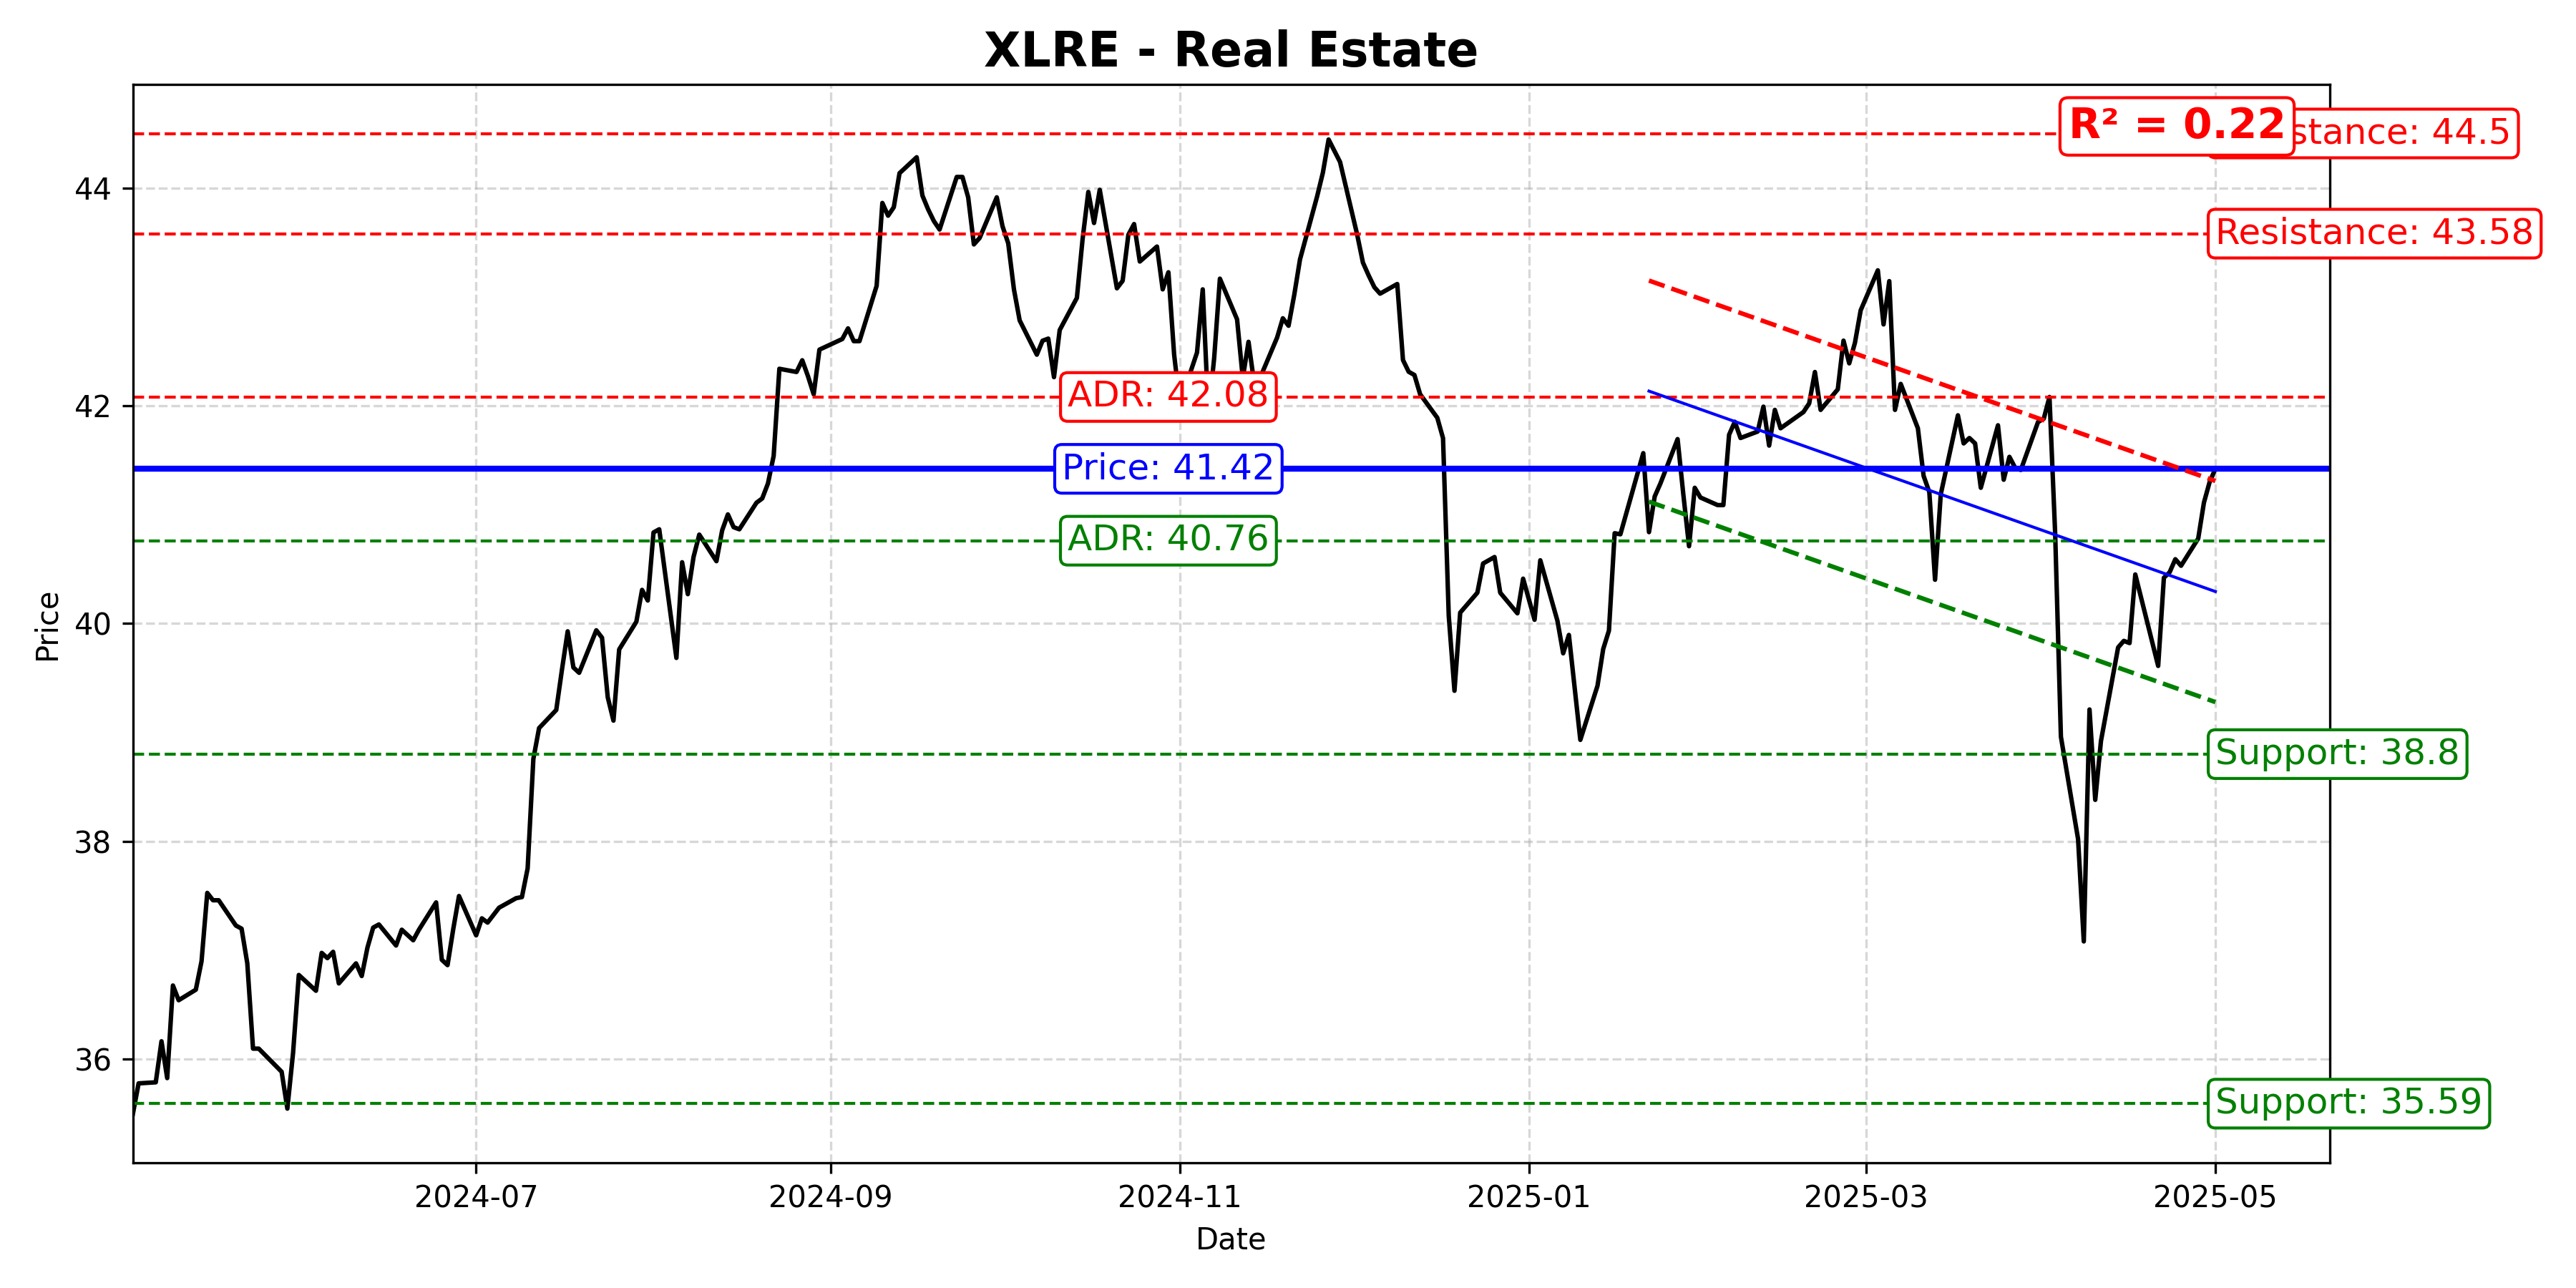 XLRE - Real Estate
R² = 0.22
stance: 44.5
Resistance: 43.58
ADR: 42.08
Price: 41.42
ADR: 40.76
Support: 38.8
Support: 35.59
Price
44
42
40
38
36
2024-07
2024-09
2024-11
2025-01
2025-03
2025-05
Date